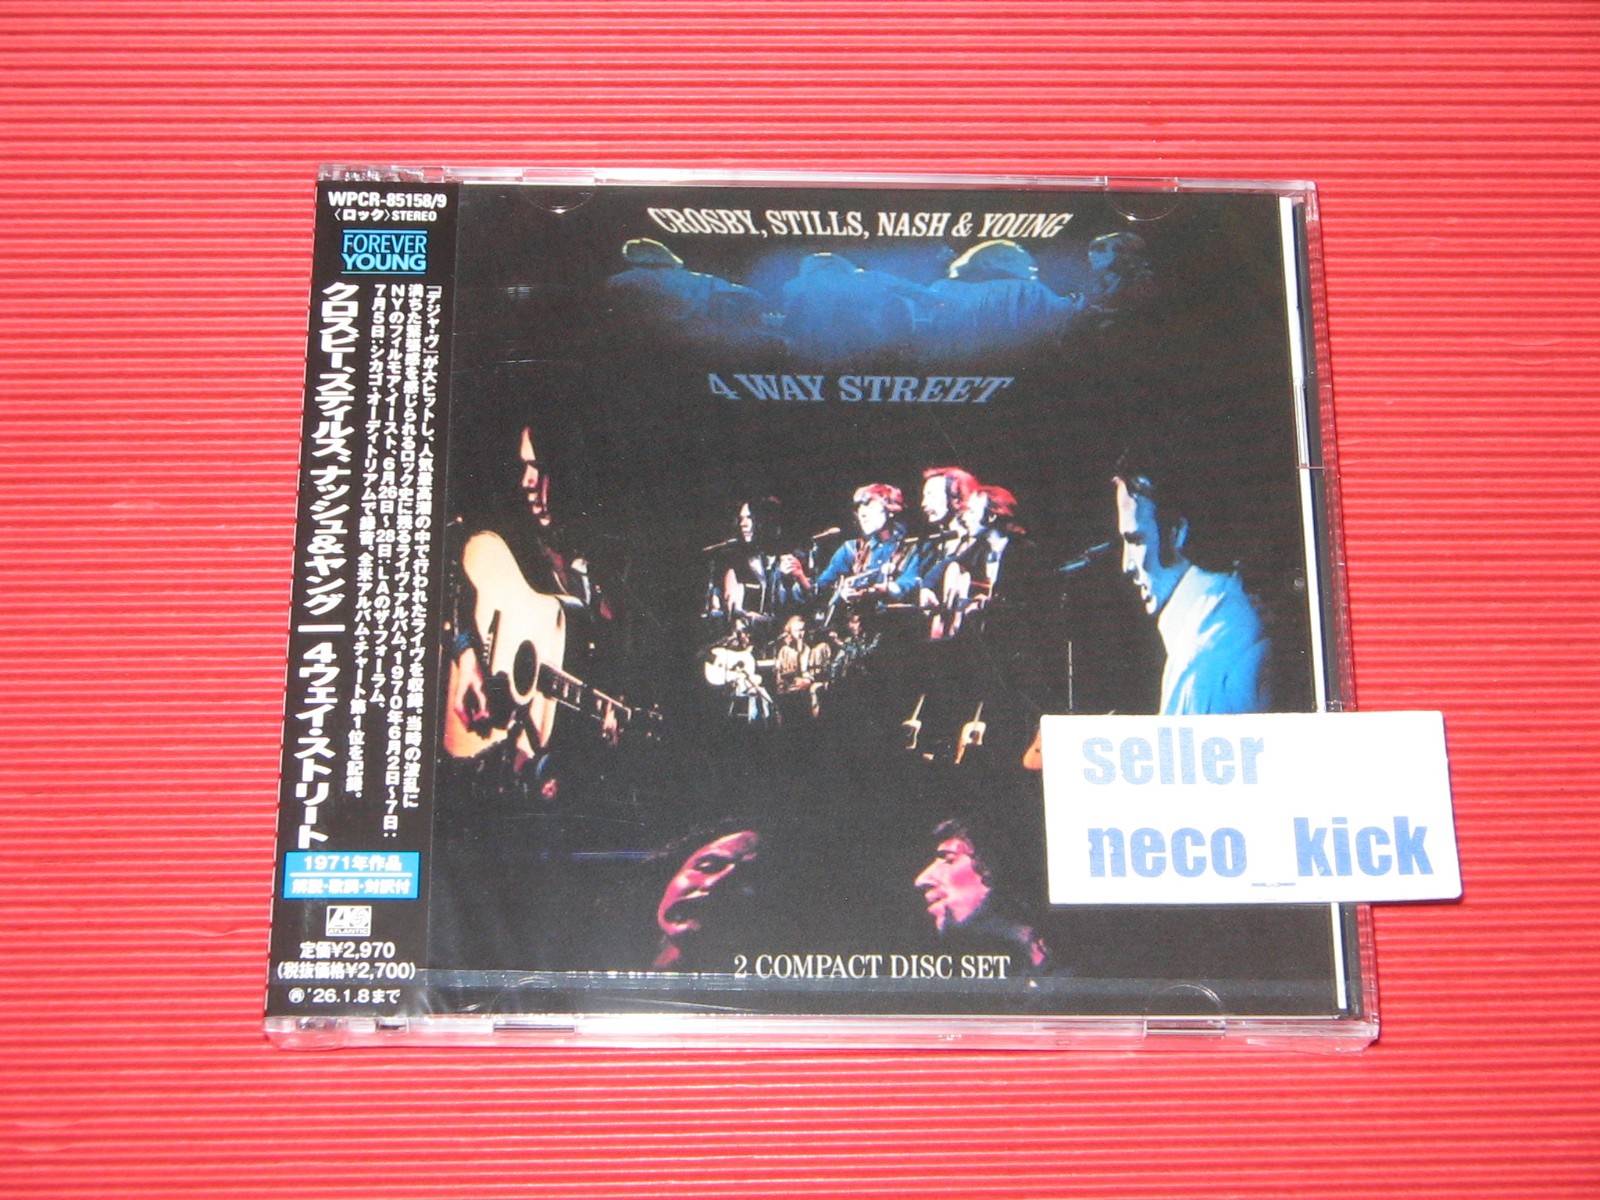 WPCR-85158/9
〈ロック〉STEREO
FOREVER
YOUNG
『デジャ・ヴ』が大ヒットし、人気最高潮の中で行われたライヴを収録。当時の波乱に
満ちた緊張感を感じられるロック史に残るライヴ・アルバム。1970年6月2日〜7日:
NYのフィルモア・イースト、6月26日〜28日:LAのザ・フォーラム、
7月5日:シカゴ・オーディトリアムで録音。全米アルバム・チャート第1位を記録。
クロスビー、スティルス、ナッシュ&ヤング | 4ウェイ・ストリート
1971年作品
解説・歌詞・対訳付
ATLANTIC
定価¥2,970
(税抜価格¥2,700)
再 '26.1.8まで
CROSBY, STILLS, NASH & YOUNG
4 WAY STREET
2 COMPACT DISC SET
seller
neco_kick